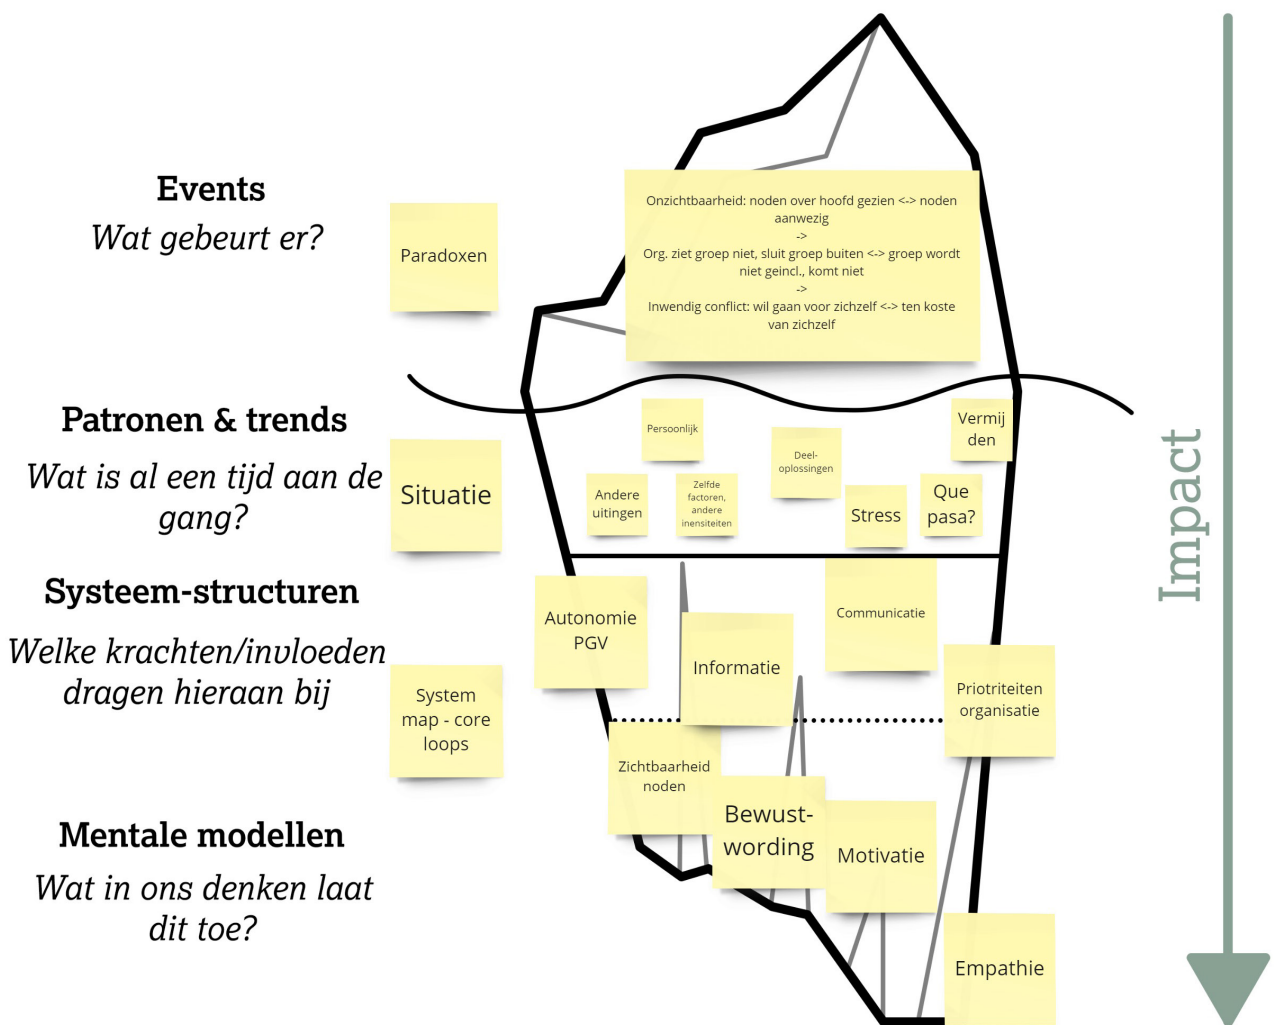 Events
Wat gebeurt er?
Paradoxen
Onzichtbaarheid: noden over hoofd gezien <-> noden
aanwezig
->
Org. ziet groep niet, sluit groep buiten <-> groep wordt
niet geincl., komt niet
->
Inwendig conflict: wil gaan voor zichzelf <-> ten koste
van zichzelf
Patronen & trends
Wat is al een tijd aan de
gang?
Situatie
Persoonlijk
Andere
uitingen
Zelfde
factoren,
andere
inensiteiten
Deel-
oplossingen
Stress
Vermij
den
Que
pasa?
Impact
Systeem-structuren
Welke krachten/invloeden
dragen hieraan bij
System
map - core
loops
Autonomie
PGV
Informatie
Communicatie
Priotriteiten
organisatie
Mentale modellen
Wat in ons denken laat
dit toe?
Zichtbaarheid
noden
Bewust-
wording
Motivatie
Empathie